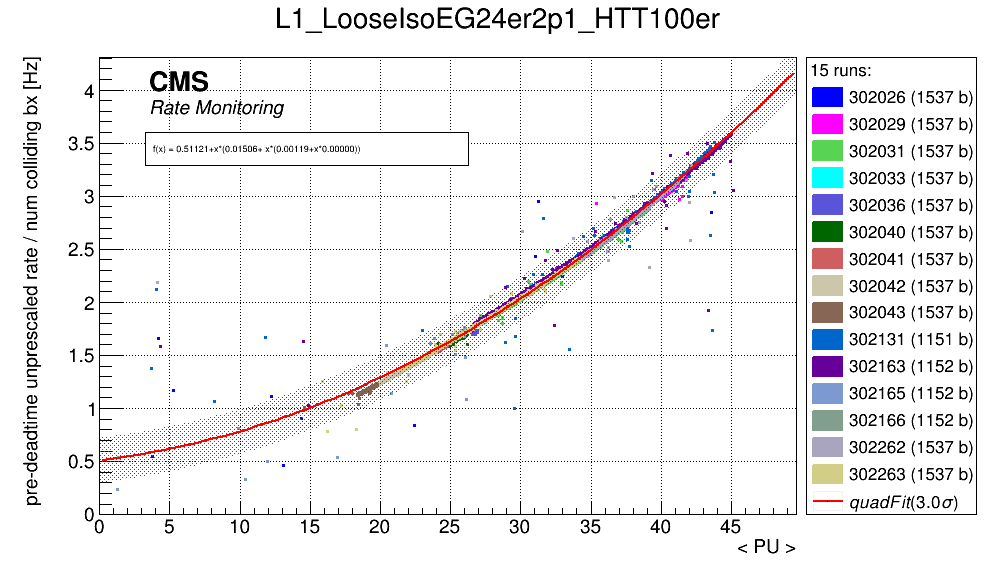 L1_LooseIsoEG24er2p1_HTT100er
pre-deadtime unprescaled rate / num colliding bx [Hz]
CMS
Rate Monitoring
f(x) = 0.51121+x*(0.01506+ x*(0.00119+x*0.00000))
4
3.5
3
2.5
2
1.5
1
0.5
0
0 5 10 15 20 25 30 35 40 45
< PU >
15 runs:
302026 (1537 b)
302029 (1537 b)
302031 (1537 b)
302033 (1537 b)
302036 (1537 b)
302040 (1537 b)
302041 (1537 b)
302042 (1537 b)
302043 (1537 b)
302131 (1151 b)
302163 (1152 b)
302165 (1152 b)
302166 (1152 b)
302262 (1537 b)
302263 (1537 b)
quadFit(3.0σ)